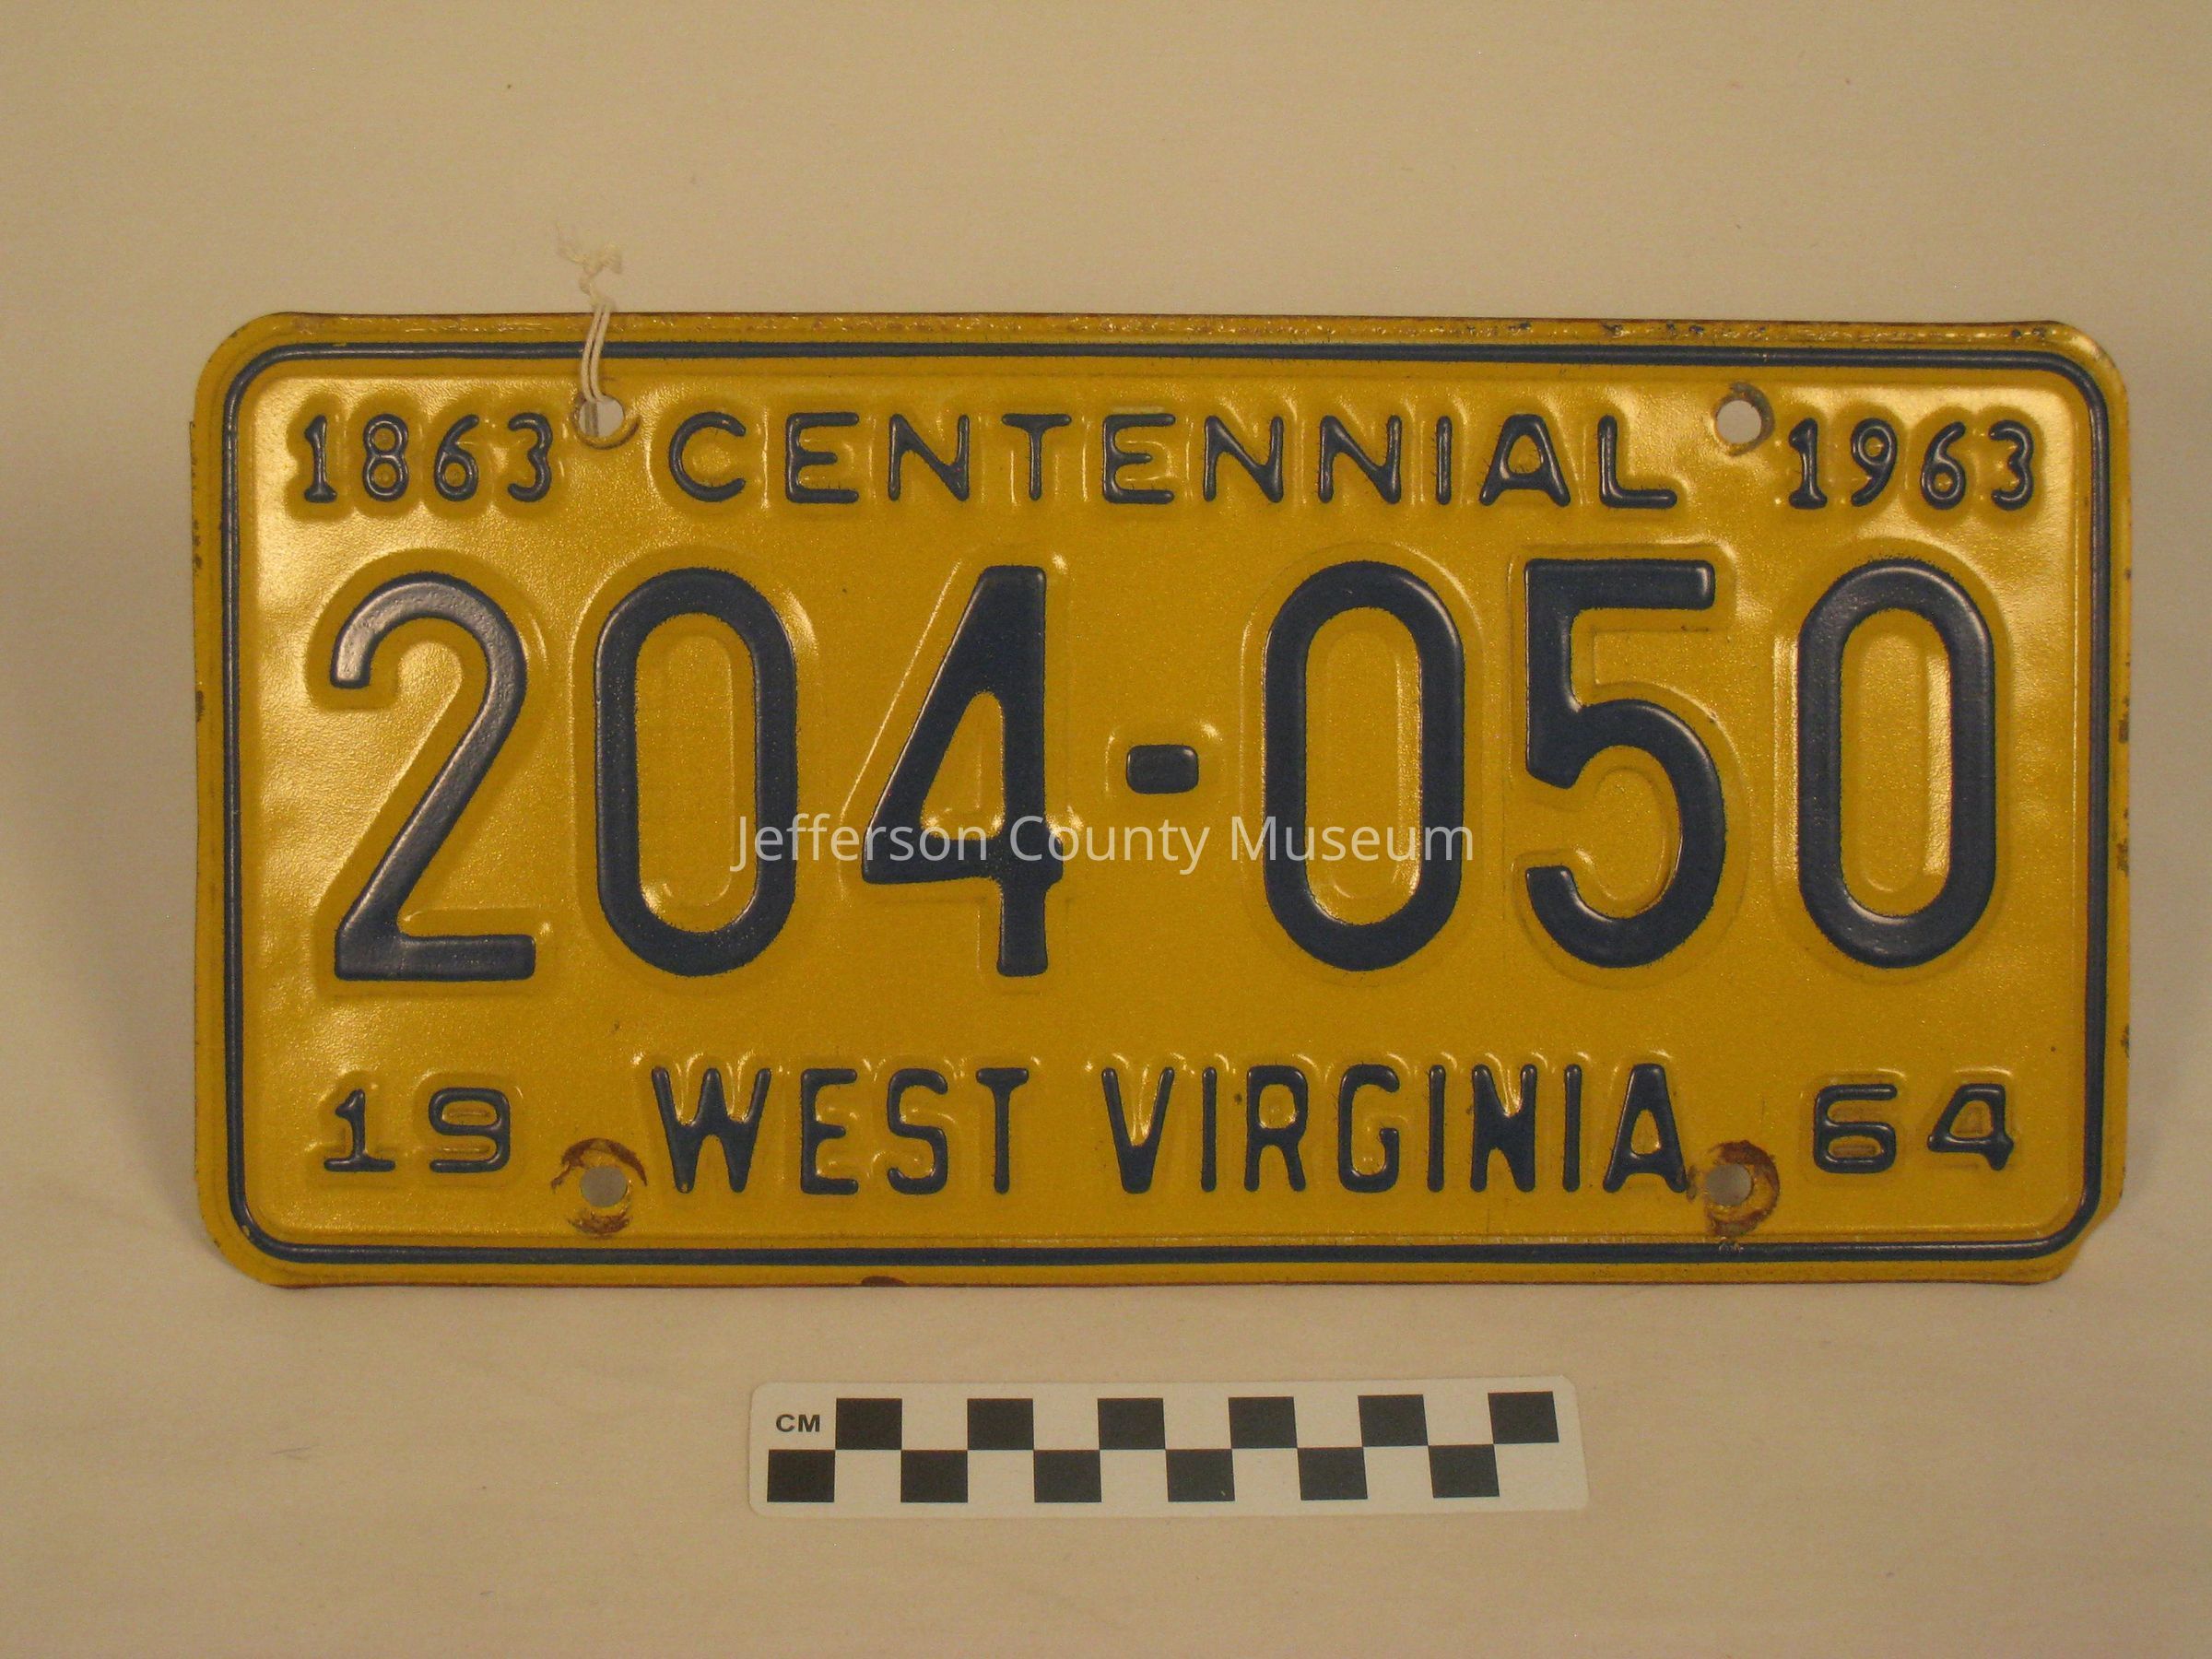 1863 CENTENNIAL 1963
204-050
Jefferson County Museum
19 WEST VIRGINIA 64
CM